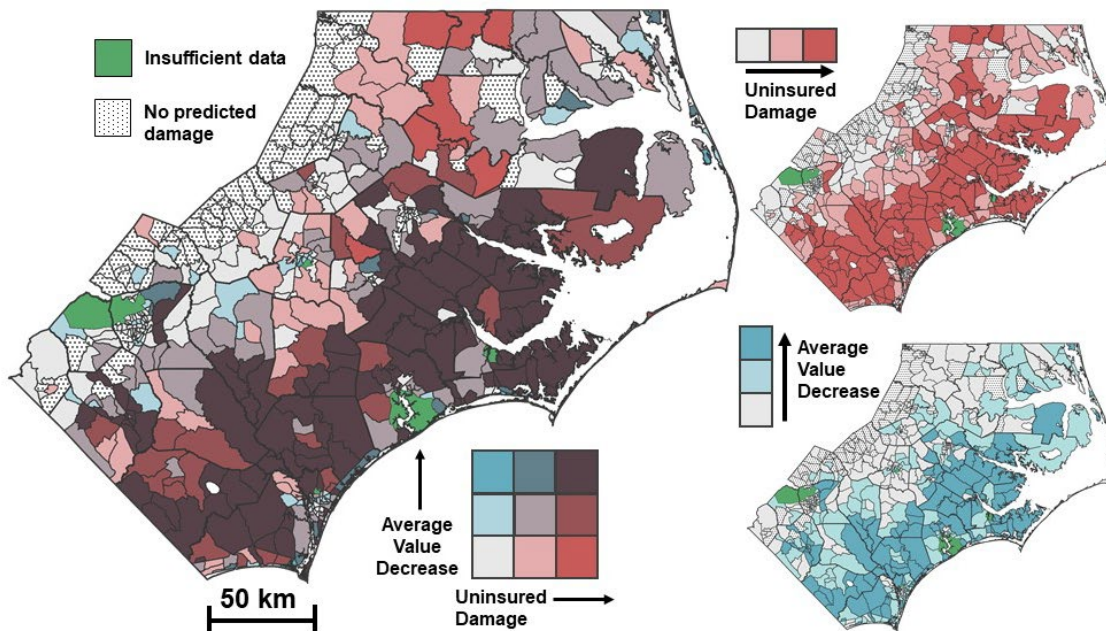 Insufficient data
No predicted
damage
Average
Value
Decrease
Uninsured
Damage
50 km
Uninsured
Damage
Average
Value
Decrease